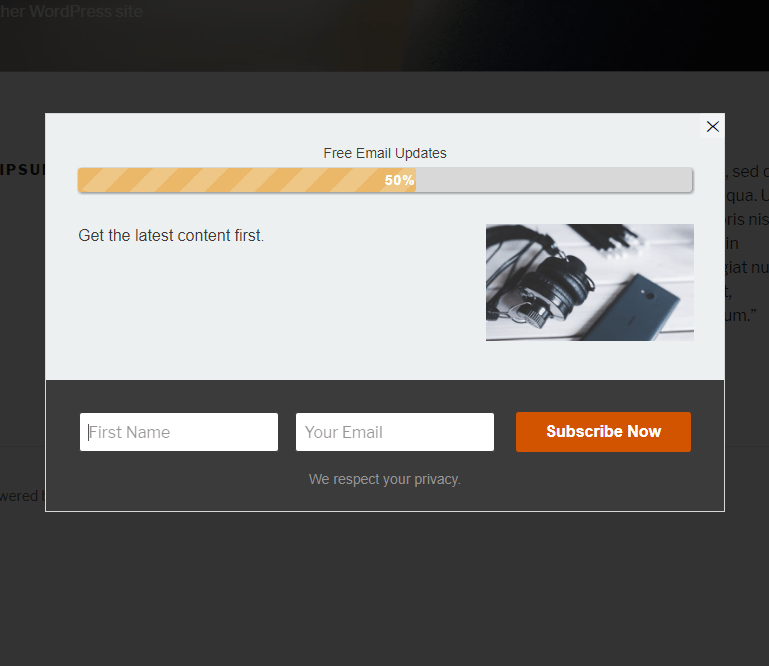 her WordPress site
Free Email Updates
50%
Get the latest content first.
First Name
Your Email
Subscribe Now
We respect your privacy.
IPSU
, sed
qua. U
ris nis
in
giat nu
t,
um.”
wered